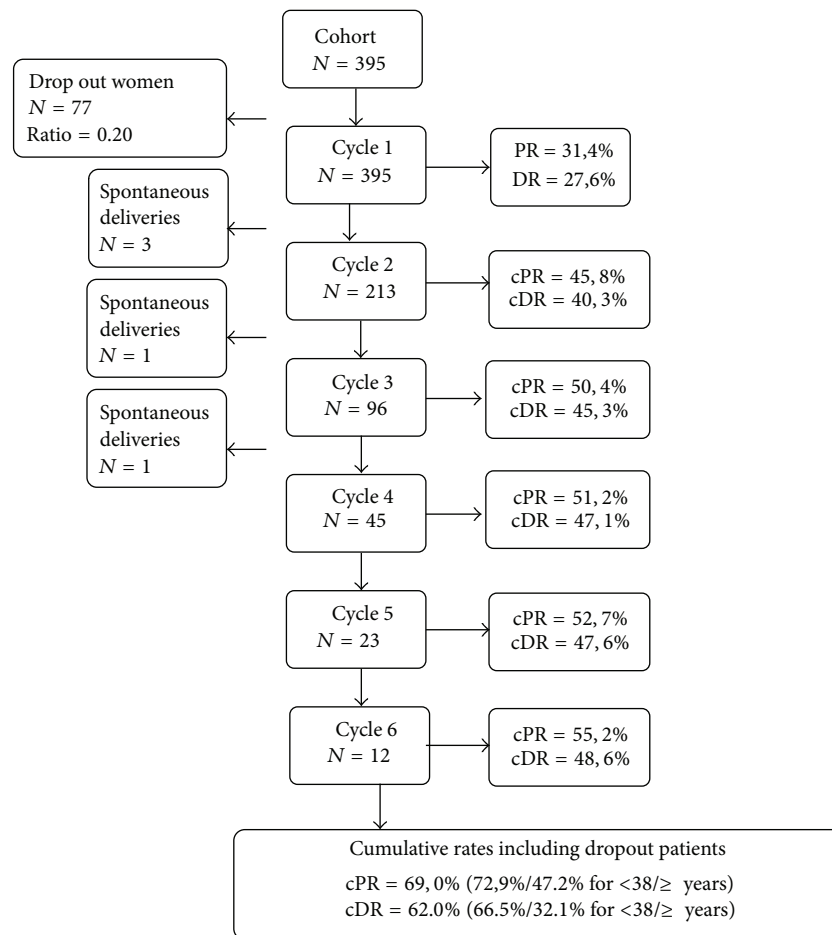 Cohort
N = 395
Drop out women
N = 77
Ratio = 0.20
Cycle 1
N = 395
PR = 31,4%
DR = 27,6%
Spontaneous
deliveries
N = 3
Cycle 2
N = 213
cPR = 45, 8%
cDR = 40, 3%
Spontaneous
deliveries
N = 1
Cycle 3
N = 96
cPR = 50, 4%
cDR = 45, 3%
Spontaneous
deliveries
N = 1
Cycle 4
N = 45
cPR = 51, 2%
cDR = 47, 1%
Cycle 5
N = 23
cPR = 52, 7%
cDR = 47, 6%
Cycle 6
N = 12
cPR = 55, 2%
cDR = 48, 6%
Cumulative rates including dropout patients
cPR = 69, 0% (72,9%/47.2% for <38/≥ years)
cDR = 62.0% (66.5%/32.1% for <38/≥ years)